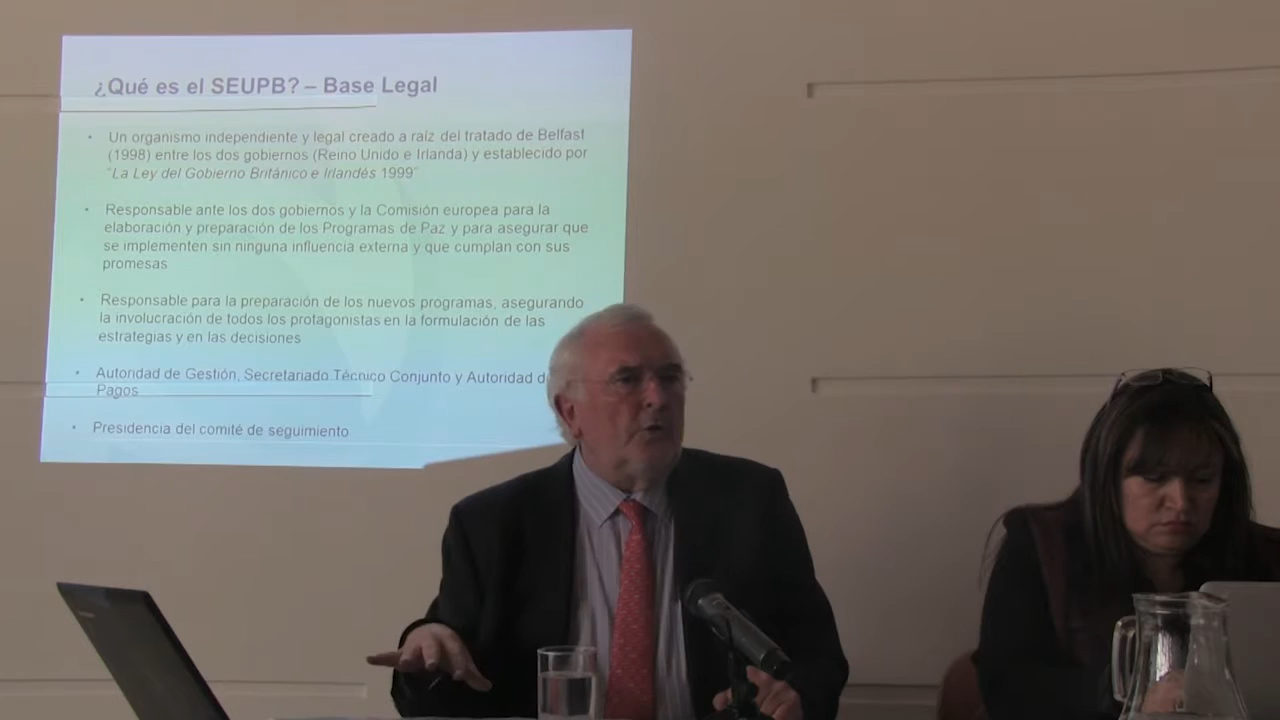 ¿Qué es el SEUPB? – Base Legal
• Un organismo independiente y legal creado a raíz del tratado de Belfast
(1998) entre los dos gobiernos (Reino Unido e Irlanda) y establecido por
"La Ley del Gobierno Británico e Irlandés 1999"
• Responsable ante los dos gobiernos y la Comisión europea para la
elaboración y preparación de los Programas de Paz y para asegurar que
se implementen sin ninguna influencia externa y que cumplan con sus
promesas
• Responsable para la preparación de los nuevos programas, asegurando
la involucración de todos los protagonistas en la formulación de las
estrategias y en las decisiones
• Autoridad de Gestión, Secretariado Técnico Conjunto y Autoridad d
Pagos
• Presidencia del comité de seguimiento